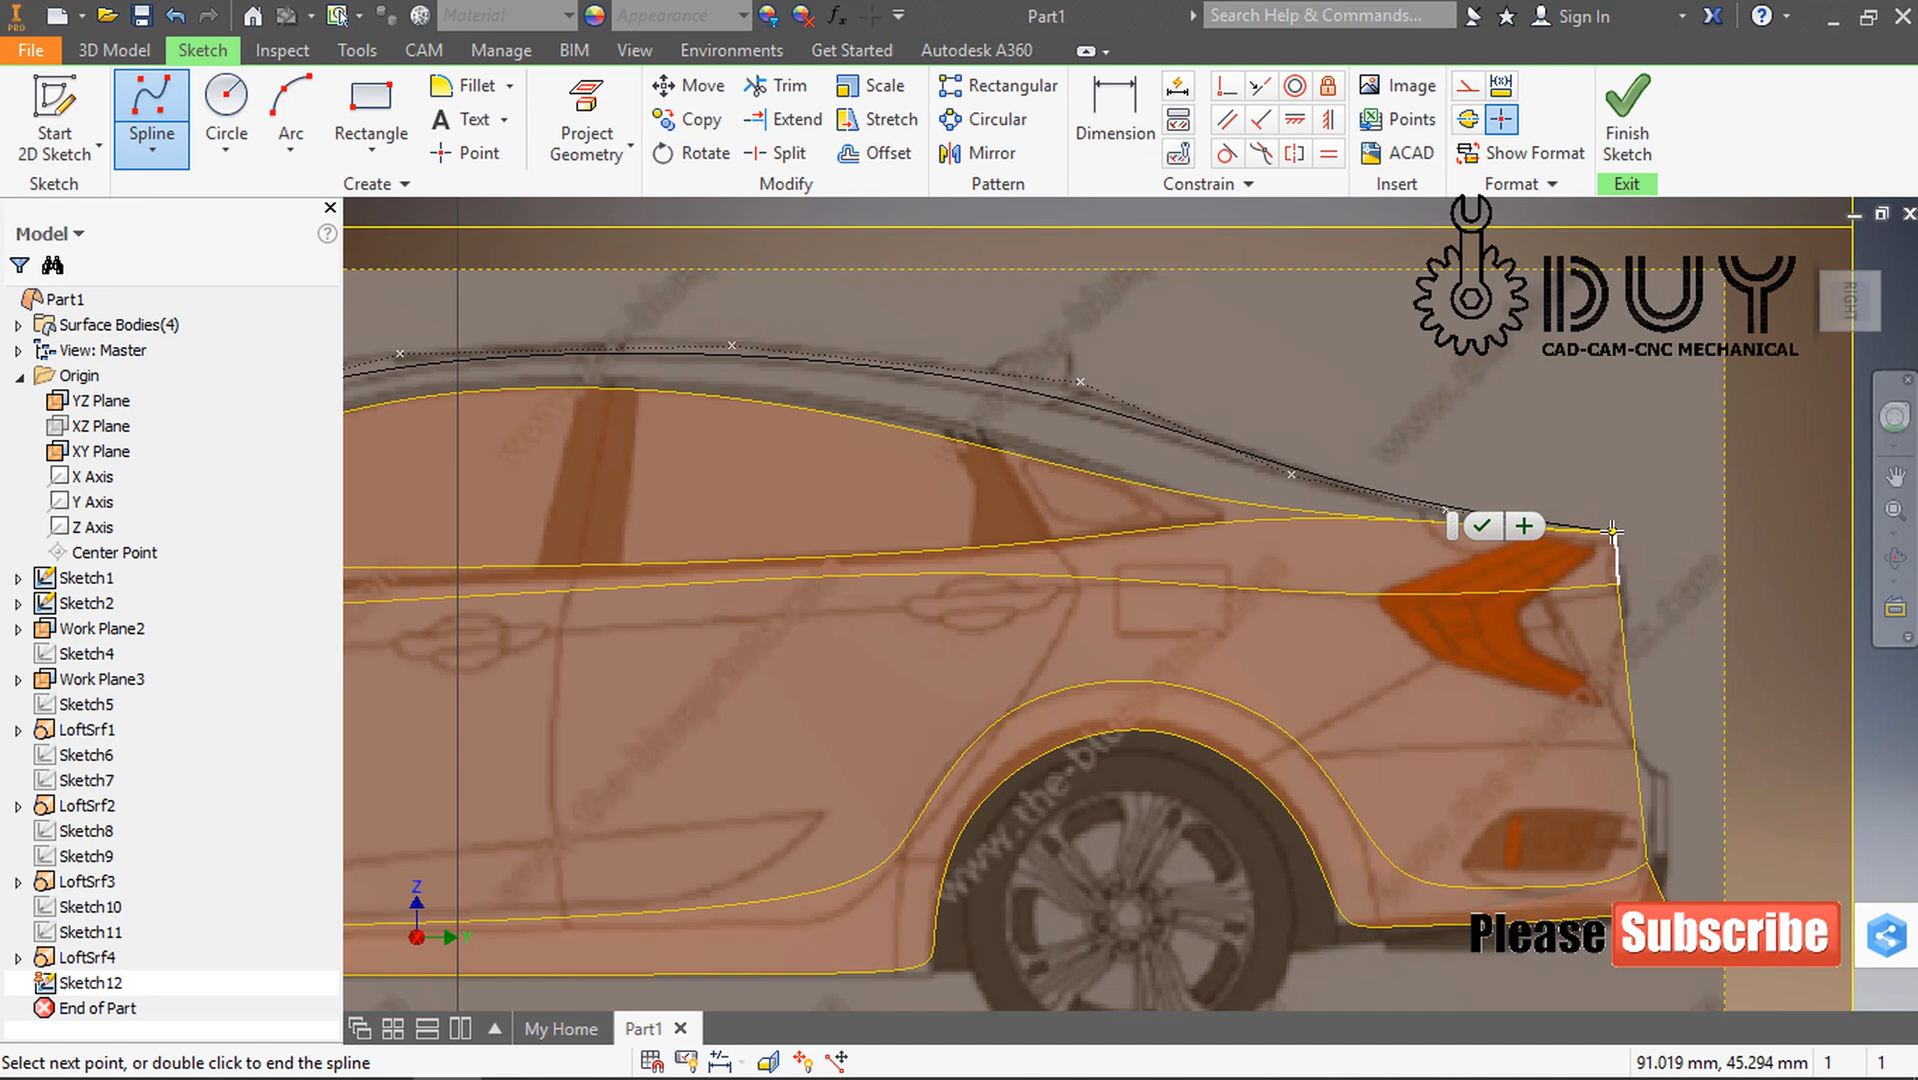 Material
Appearance
Part1
Search Help & Commands...
Sign In
PRO
File
3D Model
Sketch
Inspect
Tools
CAM
Manage
BIM
View
Environments
Get Started
Autodesk A360
Start
2D Sketch
Spline
Circle
Arc
Rectangle
Fillet
Text
Point
Project
Geometry
Move
Copy
Rotate
Trim
Extend
Split
Scale
Stretch
Offset
Rectangular
Circular
Mirror
Dimension
Image
Points
ACAD
Show Format
Finish
Sketch
Sketch
Create
Modify
Pattern
Constrain
Insert
Format
Exit
Model
Part1
Surface Bodies(4)
View: Master
Origin
YZ Plane
XZ Plane
XY Plane
X Axis
Y Axis
Z Axis
Center Point
Sketch1
Sketch2
Work Plane2
Sketch4
Work Plane3
Sketch5
LoftSrf1
Sketch6
Sketch7
LoftSrf2
Sketch8
Sketch9
LoftSrf3
Sketch10
Sketch11
LoftSrf4
Sketch12
End of Part
DUY
CAD-CAM-CNC MECHANICAL
RIGHT
Z
Y
Please Subscribe
My Home
Part1
Select next point, or double click to end the spline
91.019 mm, 45.294 mm
1
1